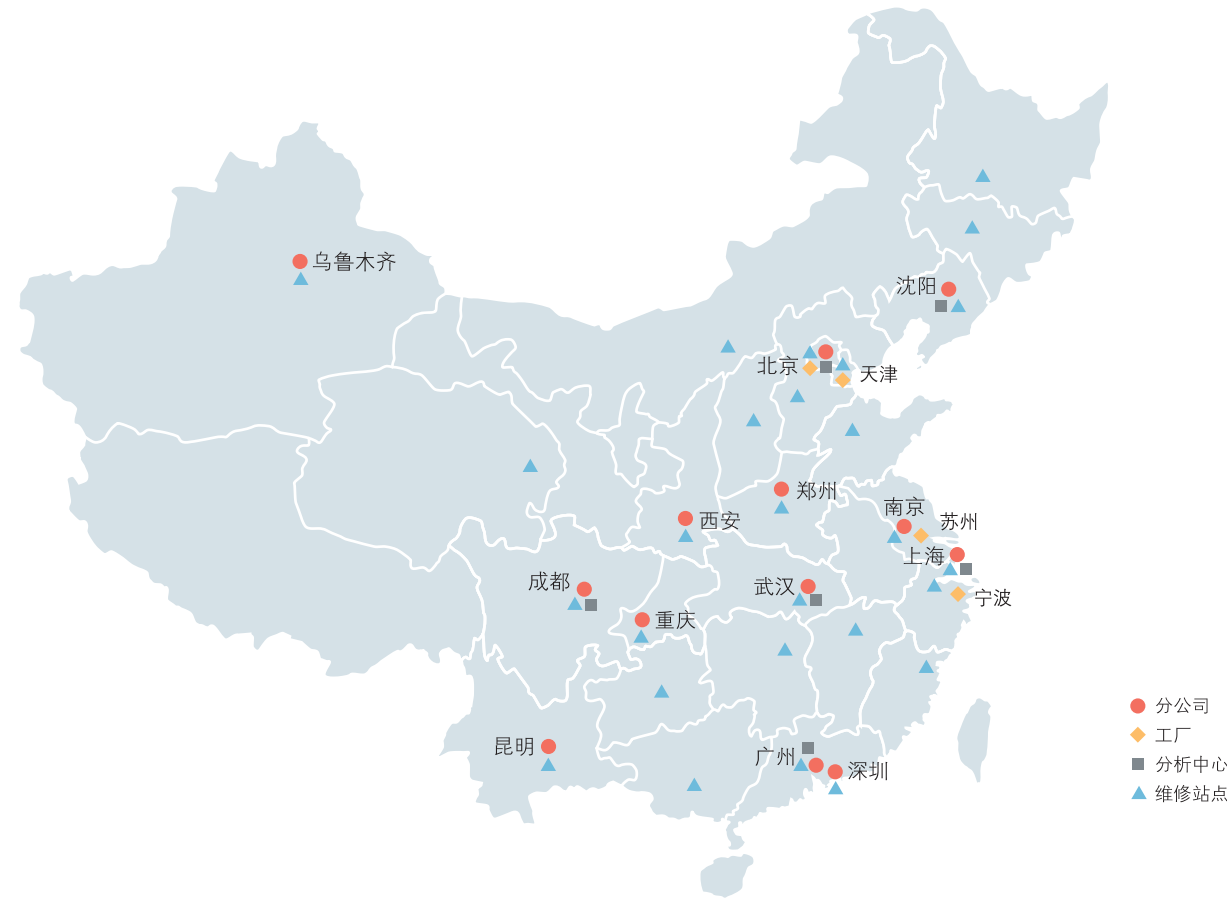 乌鲁木齐
沈阳
北京
天津
郑州
南京
苏州
西安
上海
成都
武汉
宁波
重庆
昆明
广州
深圳
分公司
工厂
分析中心
维修站点